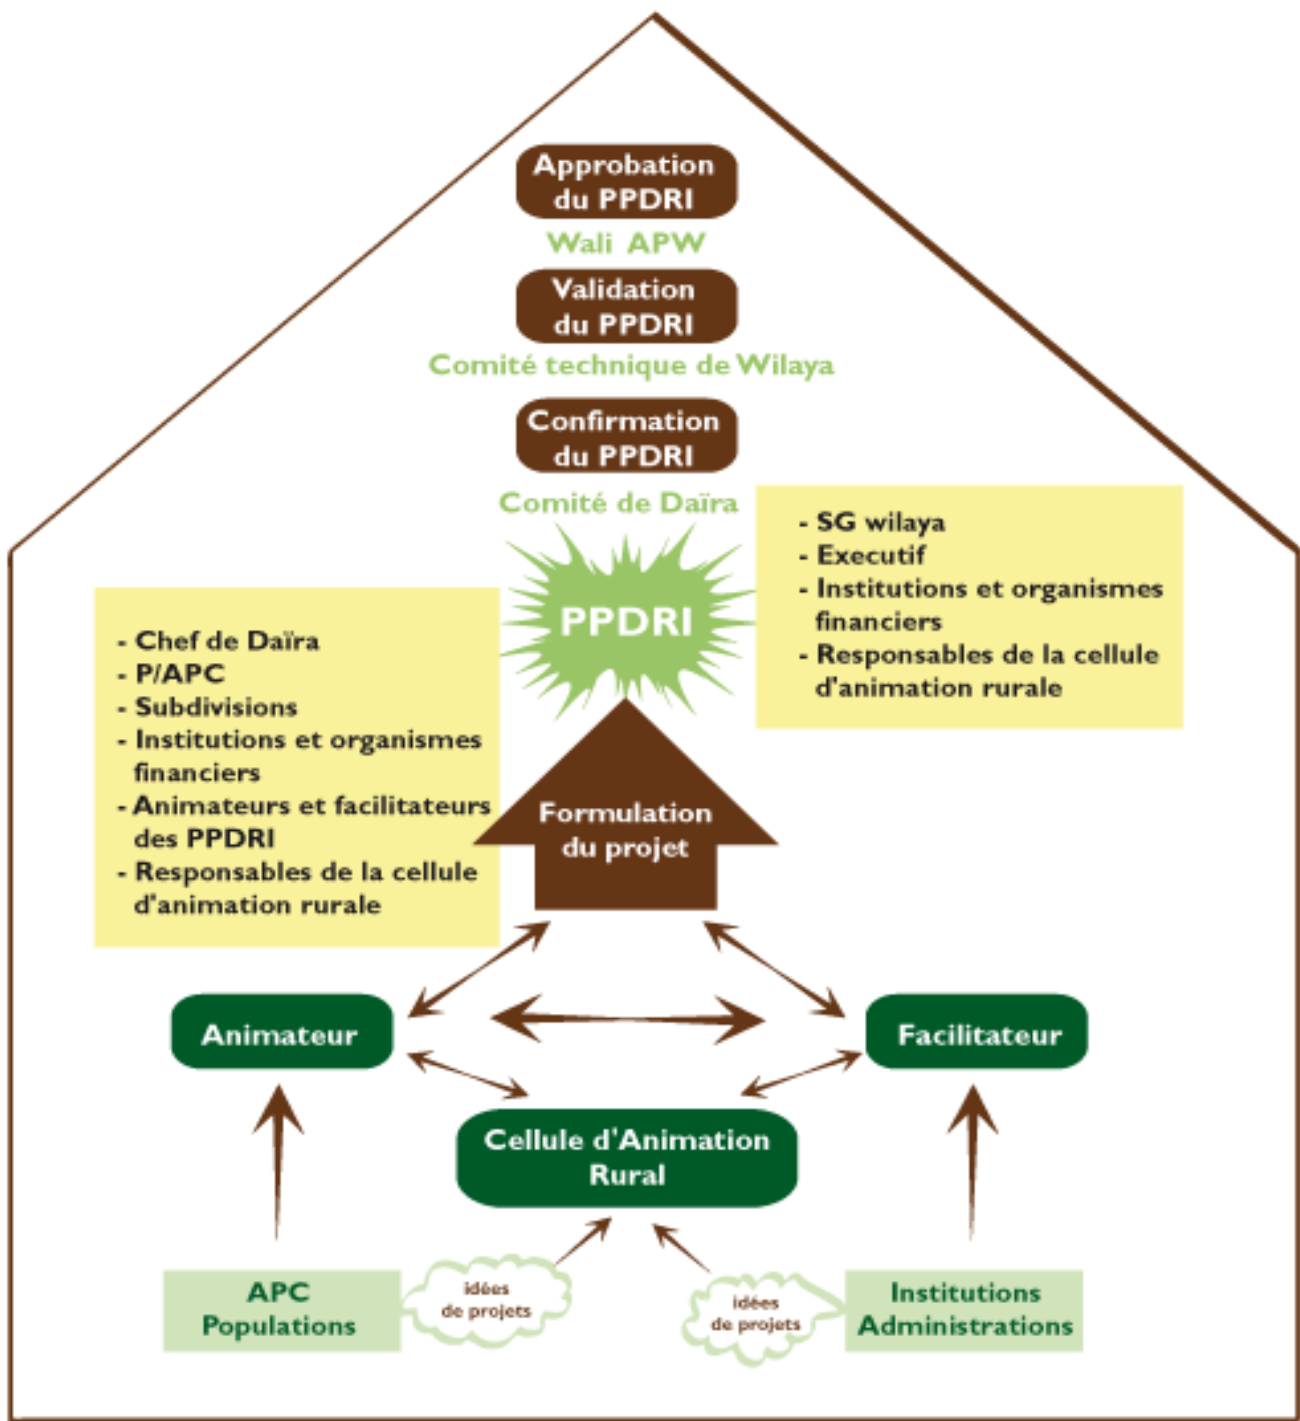 Approbation
du PPDRI
Wali APW
Validation
du PPDRI
Comité technique de Wilaya
Confirmation
du PPDRI
Comité de Daïra
- SG wilaya
- Executif
- Institutions et organismes
financiers
- Responsables de la cellule
d'animation rurale
PPDRI
- Chef de Daïra
- P/APC
- Subdivisions
- Institutions et organismes
financiers
- Animateurs et facilitateurs
des PPDRI
- Responsables de la cellule
d'animation rurale
Formulation
du projet
Animateur
Facilitateur
Cellule d'Animation
Rural
APC
Populations
idées
de projets
idées
de projets
Institutions
Administrations